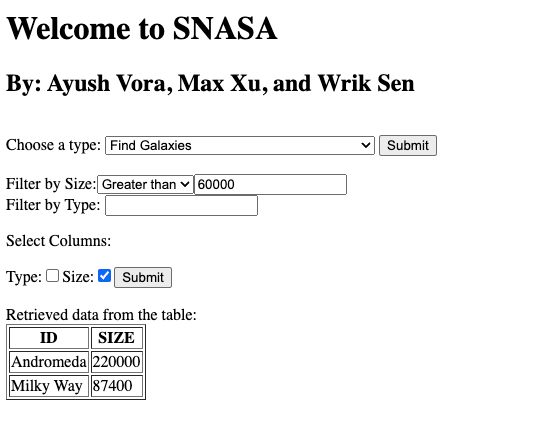 Welcome to SNASA
By: Ayush Vora, Max Xu, and Wrik Sen
Choose a type: Find Galaxies Submit
Filter by Size: Greater than 60000
Filter by Type:
Select Columns:
Type: Size: Submit
Retrieved data from the table:
ID SIZE
Andromeda 220000
Milky Way 87400